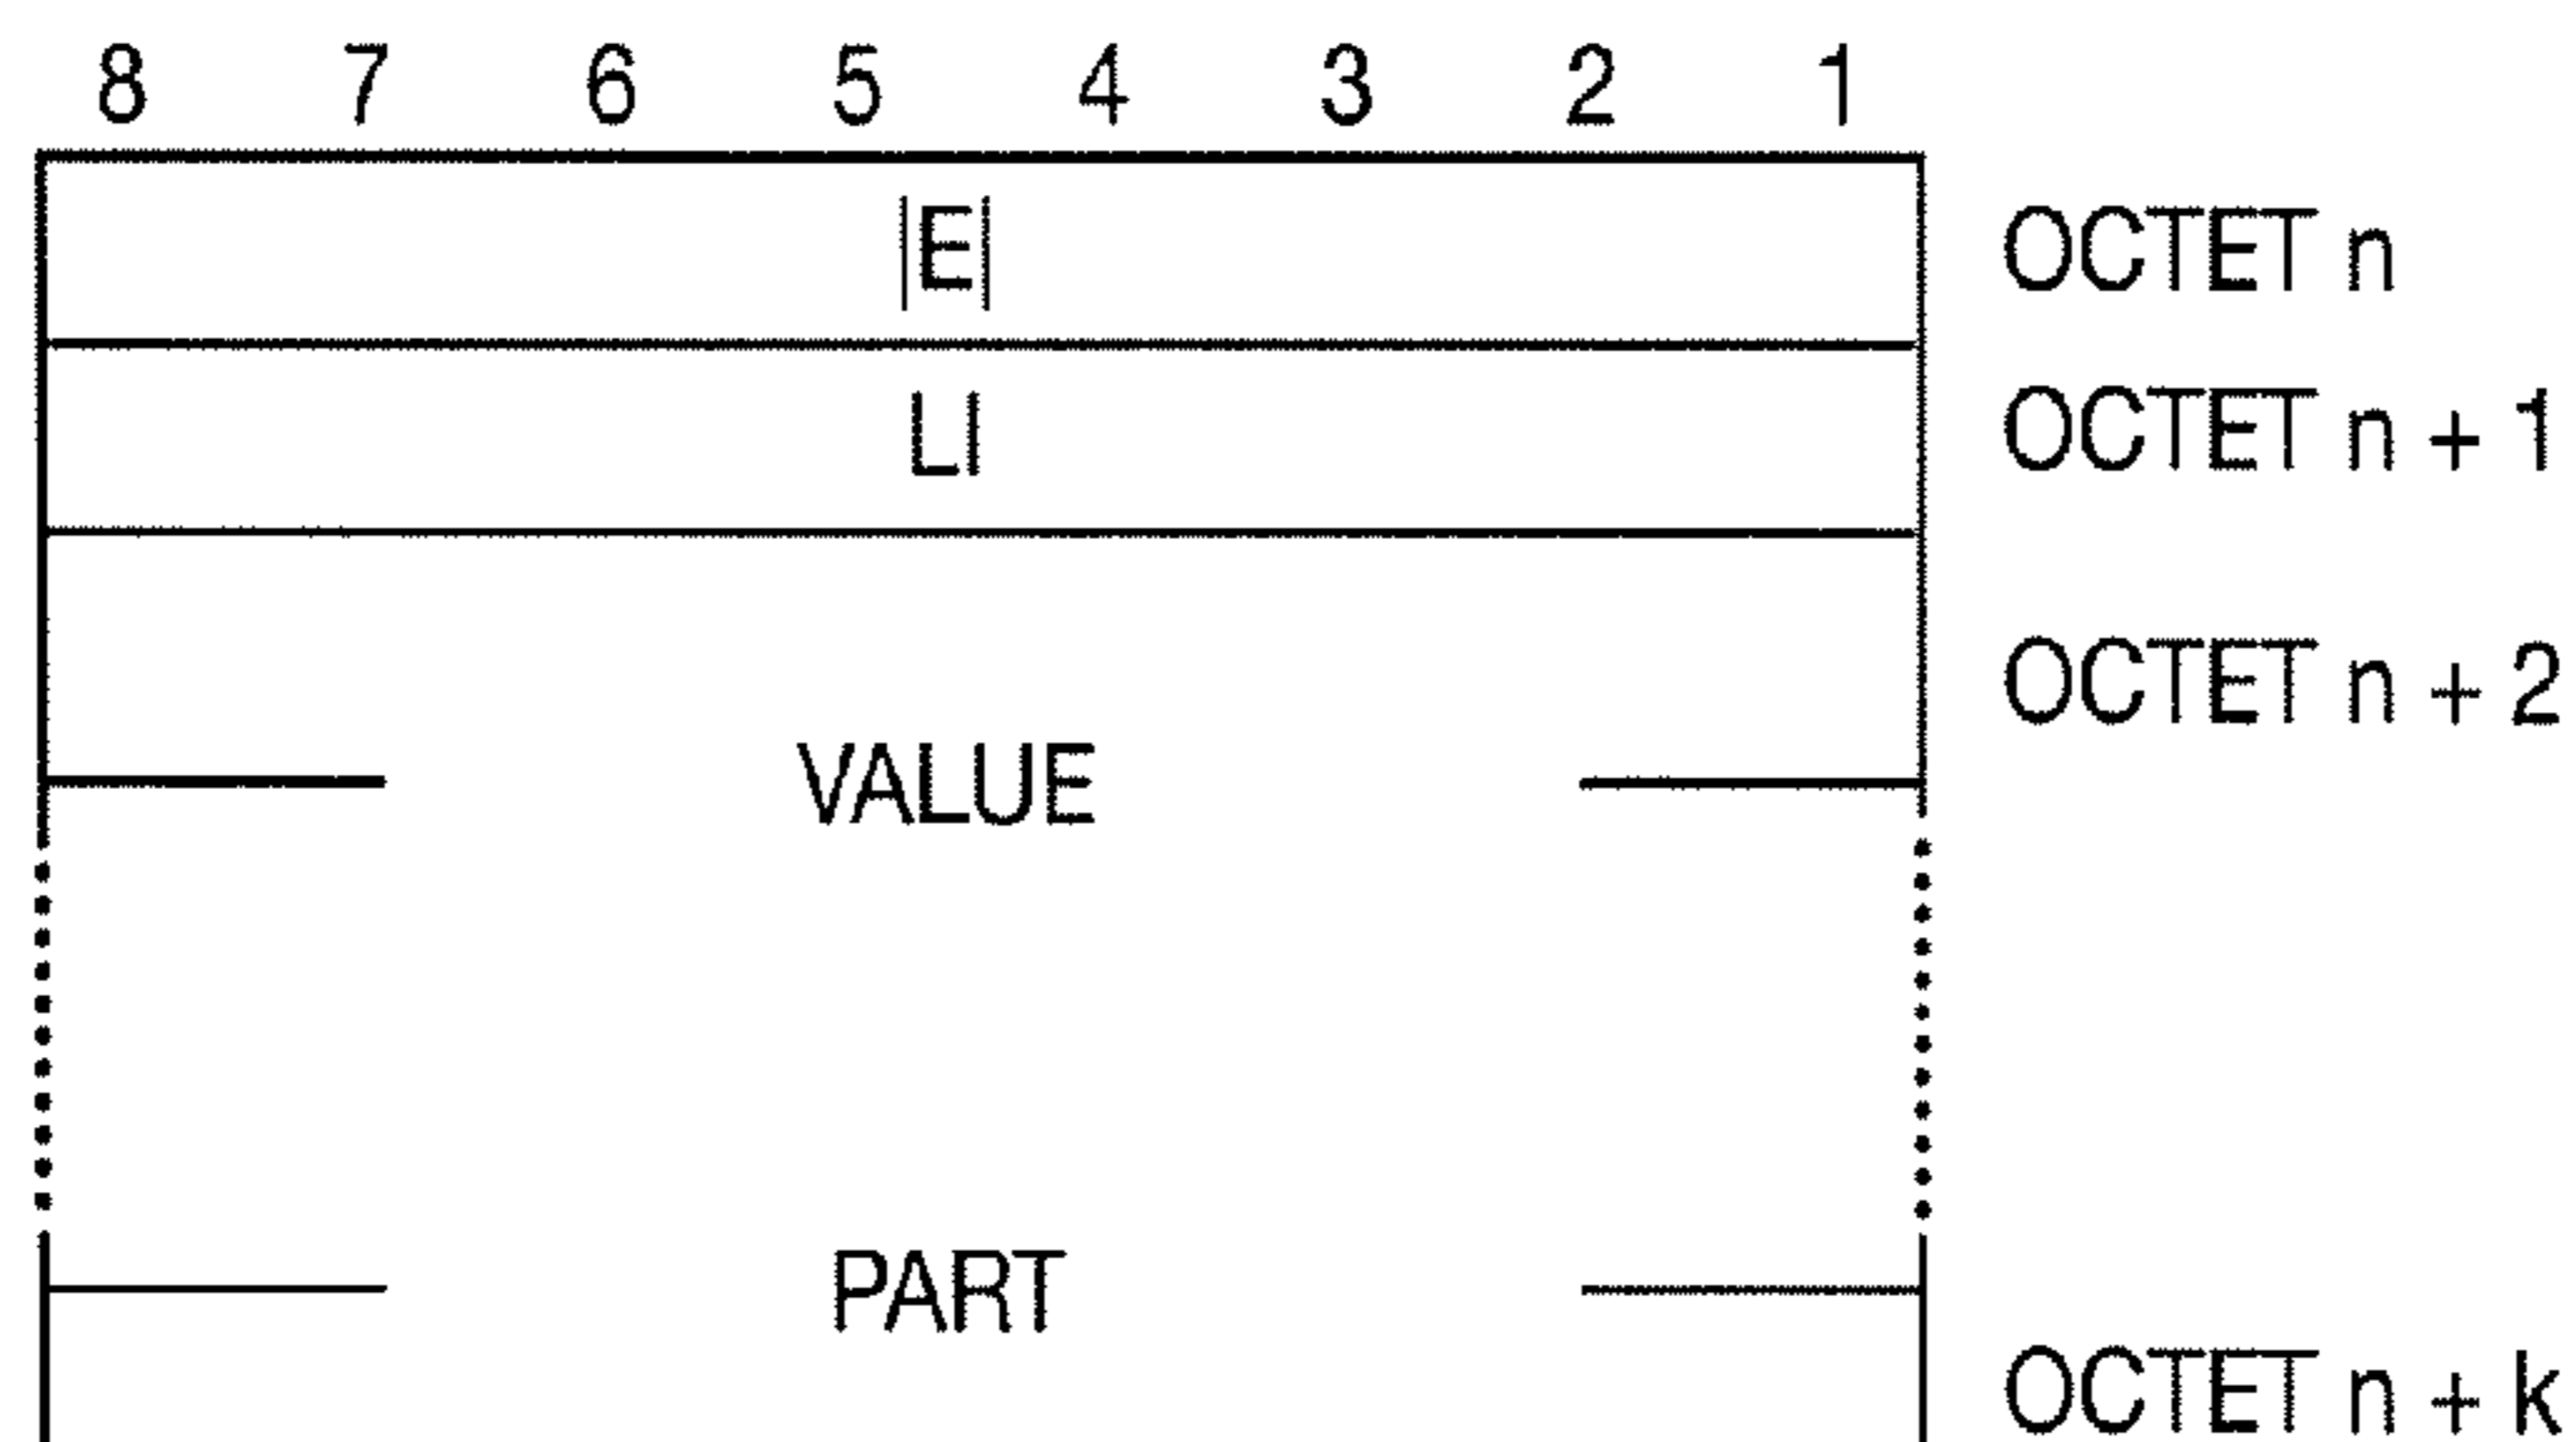 8 7 6 5 4 3 2 1
|E| OCTET n
LI OCTET n + 1
OCTET n + 2
VALUE
PART
OCTET n + k